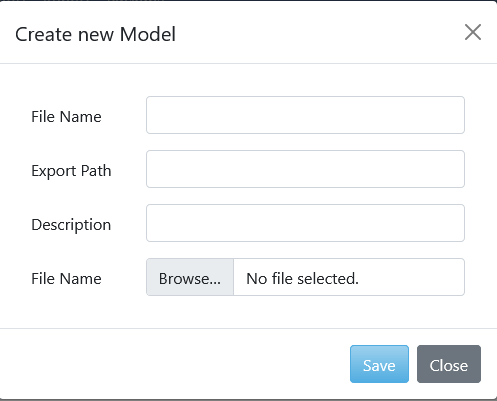 Create new Model
File Name
Export Path
Description
File Name Browse... No file selected.
Save Close